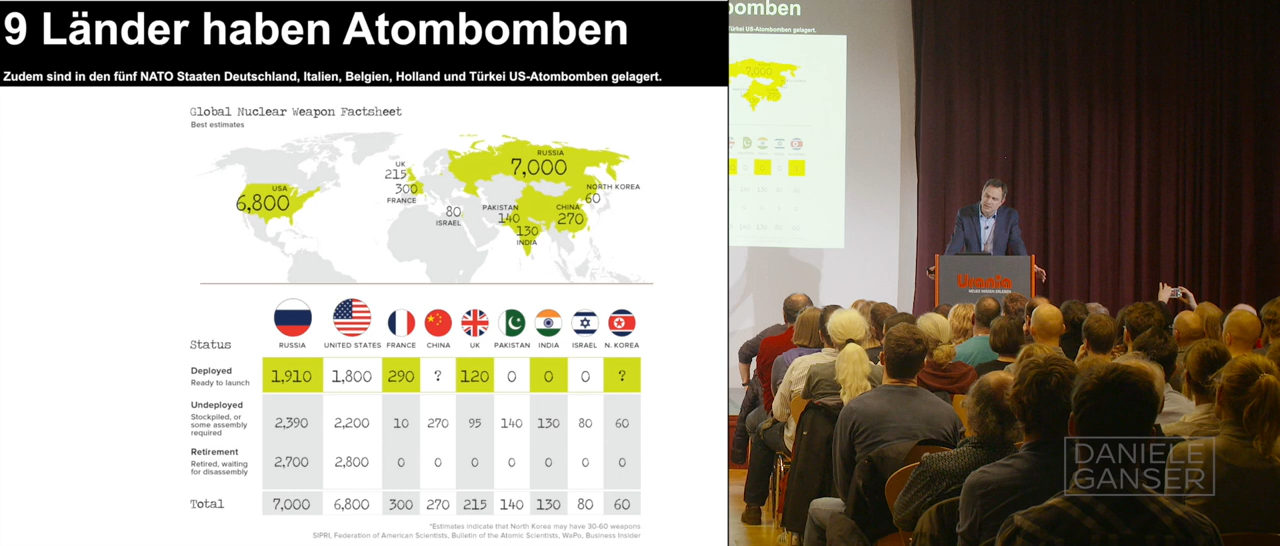 9 Länder haben Atombomben
Zudem sind in den fünf NATO Staaten Deutschland, Italien, Belgien, Holland und Türkei US-Atombomben gelagert.
Global Nuclear Weapon Factsheet
Best estimates
USA
6,800
UK
215
300
FRANCE
80
ISRAEL
RUSSIA
7,000
PAKISTAN
140
130
INDIA
CHINA
270
NORTH KOREA
60
Status
RUSSIA UNITED STATES FRANCE CHINA UK PAKISTAN INDIA ISRAEL N. KOREA
Deployed
Ready to launch
1,910 1,800 290 ? 120 0 0 0 ?
Undeployed
Stockpiled, or
some assembly
required
2,390 2,200 10 270 95 140 130 80 60
Retirement
Retired, waiting
for disassembly
2,700 2,800 0 0 0 0 0 0 0
Total 7,000 6,800 300 270 215 140 130 80 60
*Estimates indicate that North Korea may have 30-60 weapons
SIPRI, Federation of American Scientists, Bulletin of the Atomic Scientists, WaPo, Business Insider
bomben
Türkei US-Atombomben gelagert.
7,000
DANIELE
GANSER